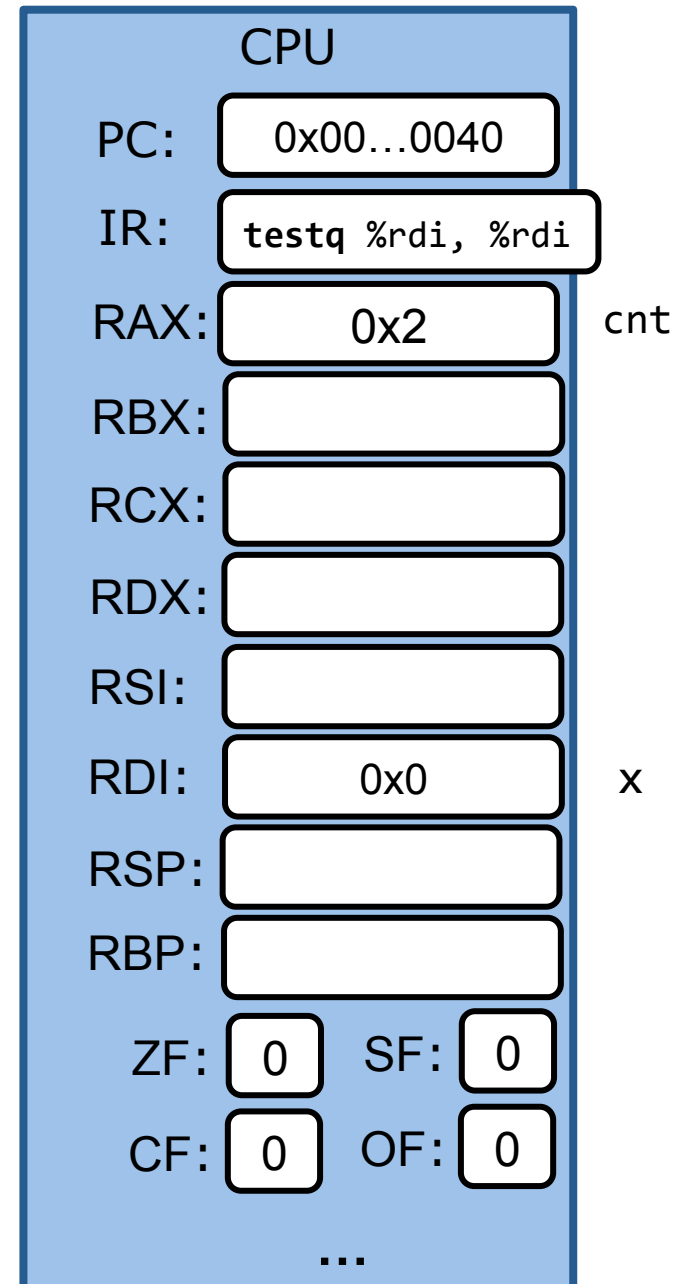 CPU
PC: 0x00...0040
IR: testq %rdi, %rdi
RAX: 0x2 cnt
RBX:
RCX:
RDX:
RSI:
RDI: 0x0 x
RSP:
RBP:
ZF: 0 SF: 0
CF: 0 OF: 0
...